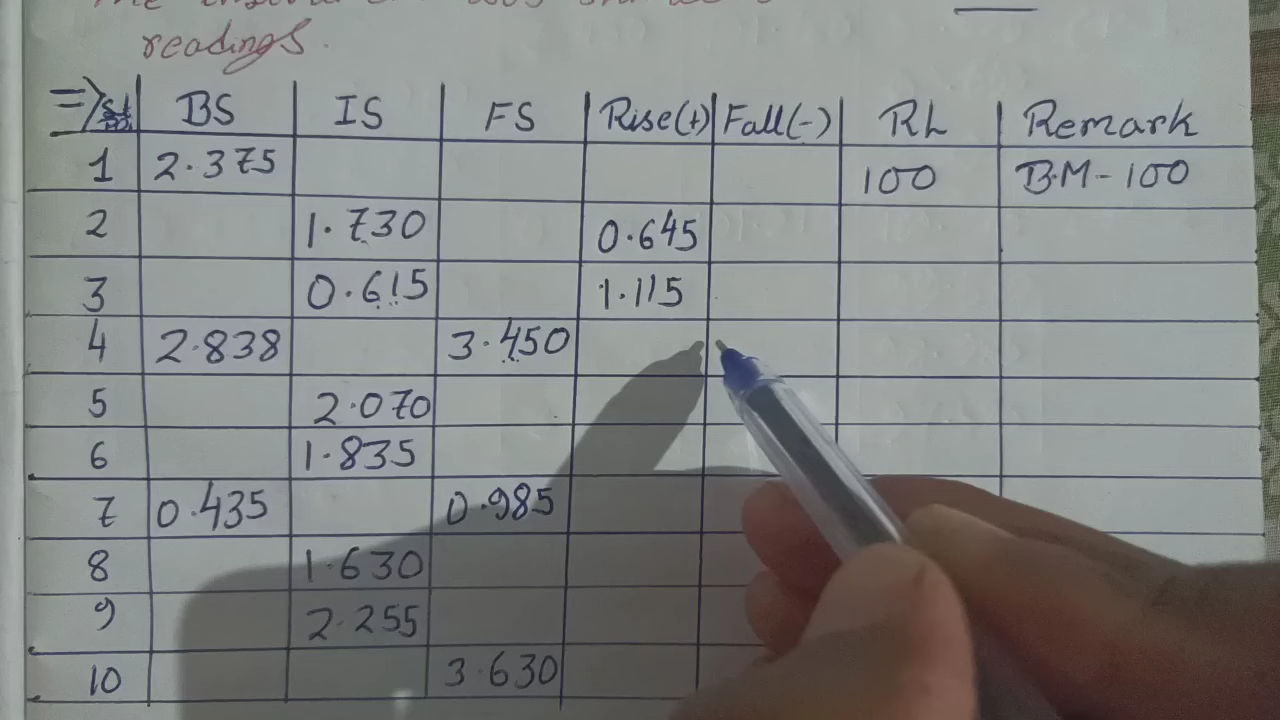 readings.
BS IS FS Rise(+) Fall(-) RL Remark
1 2.375 100 B.M-100
2 1.730 0.645
3 0.615 1.115
4 2.838 3.450
5 2.070
6 1.835
7 0.435 0.985
8 1.630
9 2.255
10 3.630